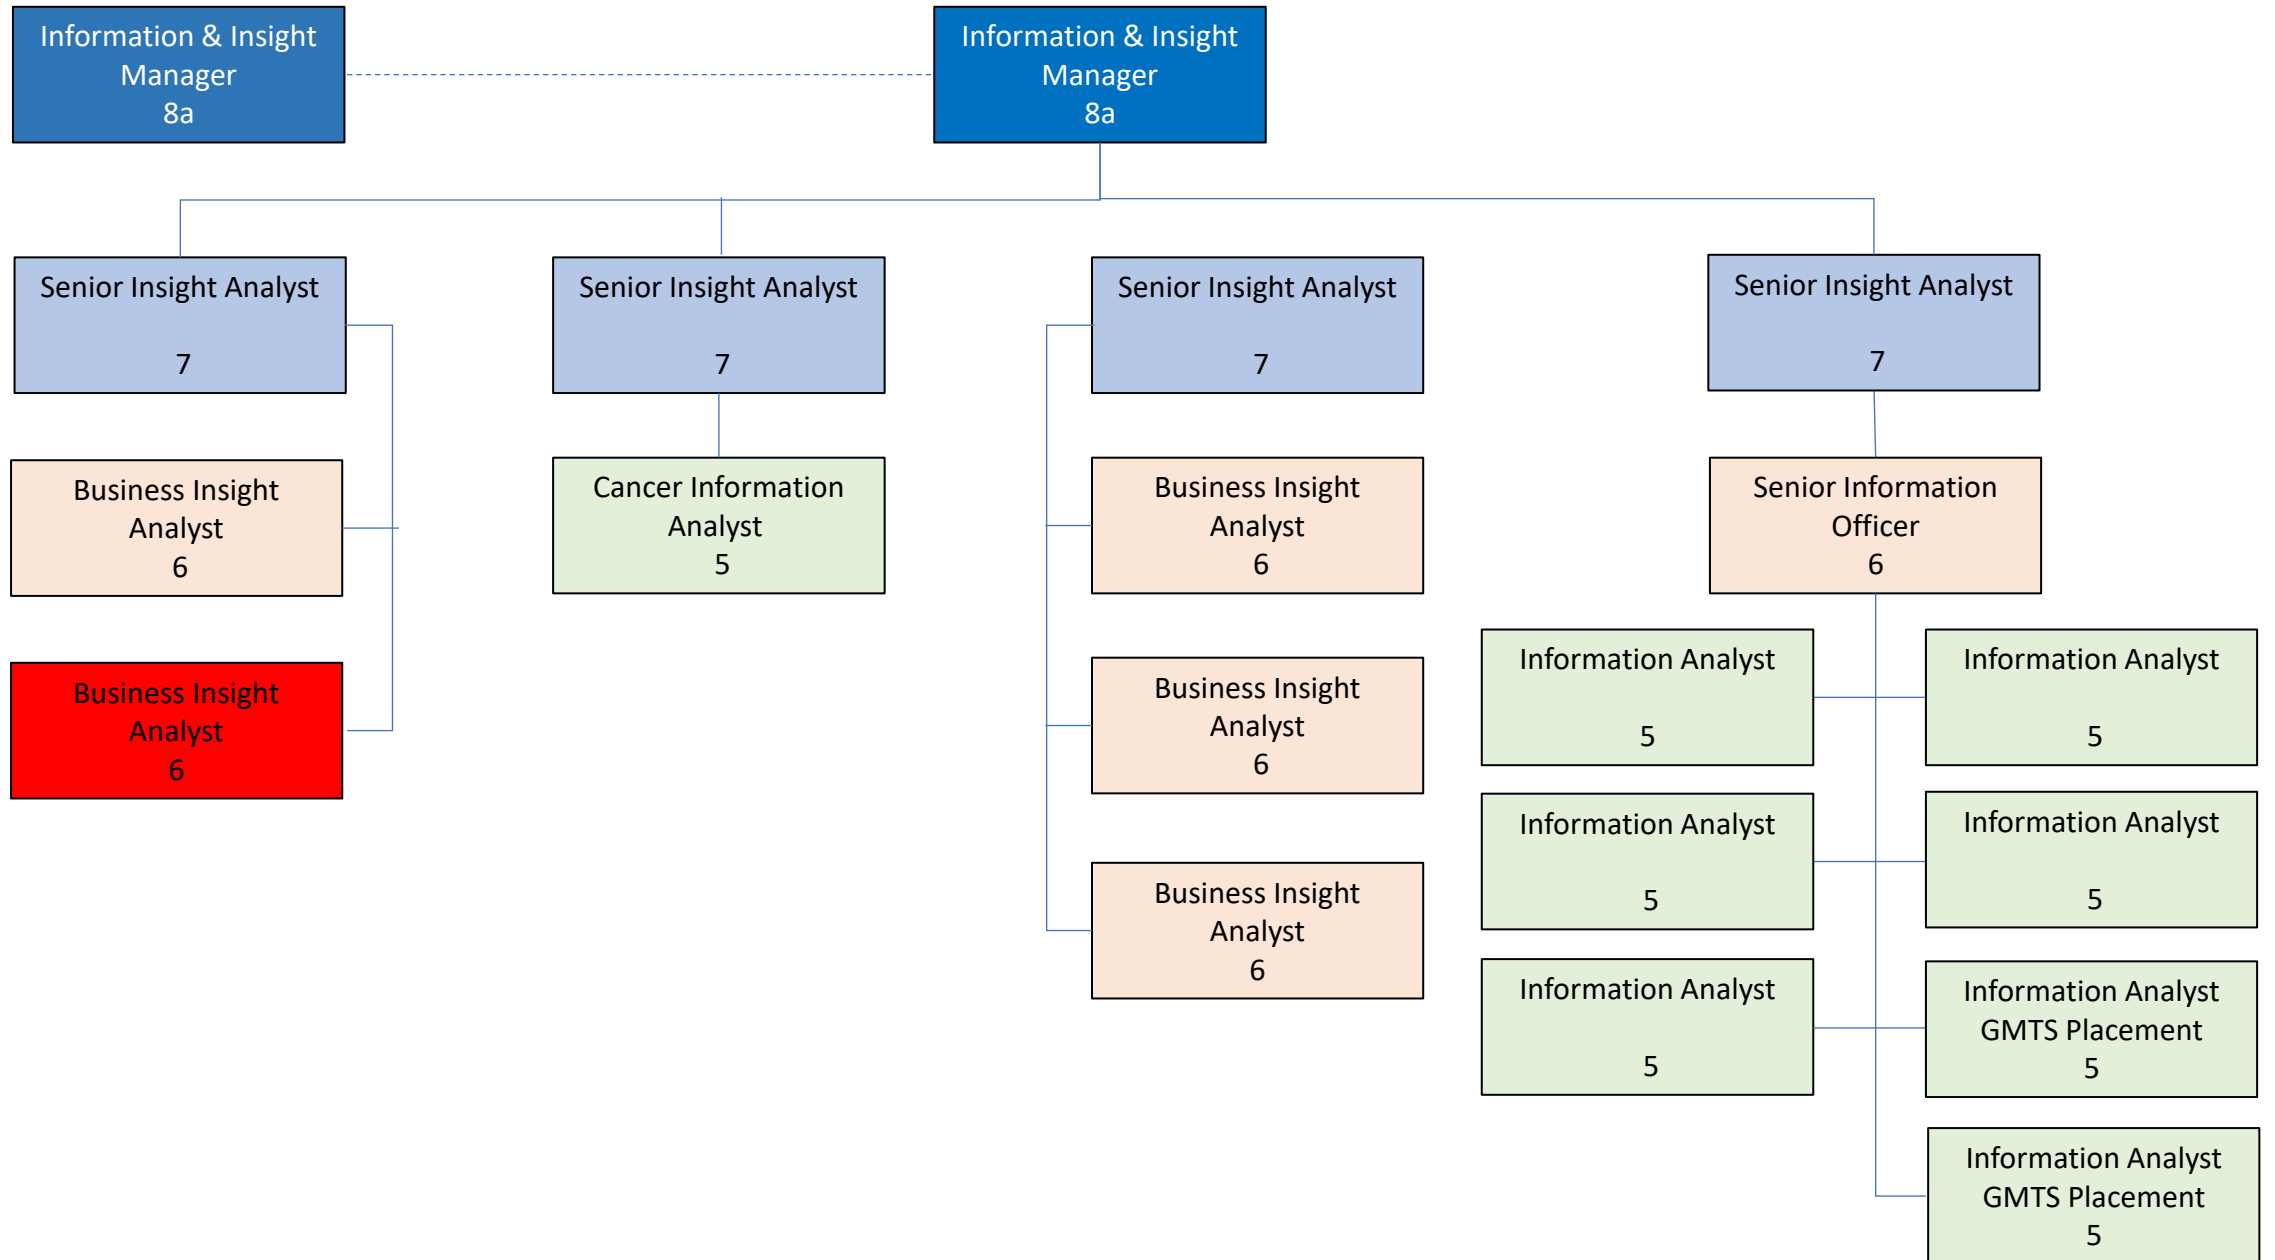 Information & Insight
Manager
8a
Information & Insight
Manager
8a
Senior Insight Analyst
7
Senior Insight Analyst
7
Senior Insight Analyst
7
Senior Insight Analyst
7
Business Insight
Analyst
6
Cancer Information
Analyst
5
Business Insight
Analyst
6
Senior Information
Officer
6
Business Insight
Analyst
6
Business Insight
Analyst
6
Information Analyst
5
Information Analyst
5
Information Analyst
5
Information Analyst
5
Business Insight
Analyst
6
Information Analyst
5
Information Analyst
GMTS Placement
5
Information Analyst
GMTS Placement
5